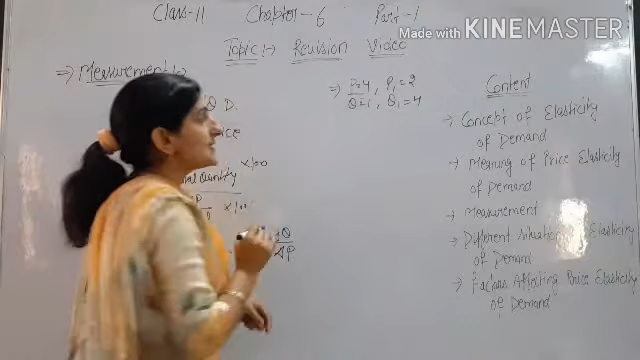 Class-11 Chapter-6 Part-1
Made with KINEMASTER
Topic:→ Revision Video
⇒ Measurement:→
Q D.
⇒ P=4, P₁=2
Q=1, Q₁=4
Content
→ Concept of Elasticity
of Demand
→ Meaning of Price Elasticity
of Demand
→ Measurement
→ Different Situations of Elasticity
of Demand
→ Factors Affecting Price Elasticity
of Demand
Quantity ×100
×100
ΔQ
ΔP